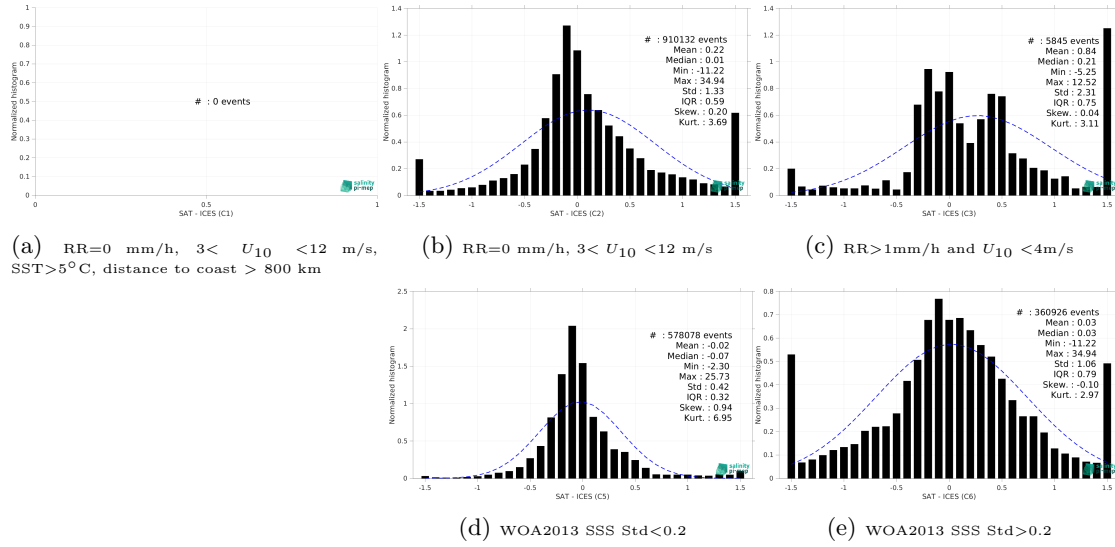 1
0.9
0.8
0.7
0.6
0.5
0.4
0.3
0.2
0.1
0
Normalized histogram
# : 0 events
salinity
pi-mep
0
0.5
1
SAT - ICES (C1)
(a) RR=0 mm/h, 3< U10 <12 m/s,
SST>5°C, distance to coast > 800 km
1.4
1.2
1
0.8
0.6
0.4
0.2
0
Normalized histogram
# : 910132 events
Mean : 0.22
Median : 0.01
Min : -11.22
Max : 34.94
Std : 1.33
IQR : 0.59
Skew. : 0.20
Kurt. : 3.69
salinity
pi-mep
-1.5
-1
-0.5
0
0.5
1
1.5
SAT - ICES (C2)
(b) RR=0 mm/h, 3< U10 <12 m/s
1.4
1.2
1
0.8
0.6
0.4
0.2
0
Normalized histogram
# : 5845 events
Mean : 0.84
Median : 0.21
Min : -5.25
Max : 12.52
Std : 2.31
IQR : 0.75
Skew. : 0.04
Kurt. : 3.11
salinity
pi-mep
-1.5
-1
-0.5
0
0.5
1
1.5
SAT - ICES (C3)
(c) RR>1mm/h and U10 <4m/s
2.5
2
1.5
1
0.5
0
Normalized histogram
# : 578078 events
Mean : -0.02
Median : -0.07
Min : -2.30
Max : 25.73
Std : 0.42
IQR : 0.32
Skew. : 0.94
Kurt. : 6.95
salinity
pi-mep
-1.5
-1
-0.5
0
0.5
1
1.5
SAT - ICES (C5)
(d) WOA2013 SSS Std<0.2
0.8
0.7
0.6
0.5
0.4
0.3
0.2
0.1
0
Normalized histogram
# : 360926 events
Mean : 0.03
Median : 0.03
Min : -11.22
Max : 34.94
Std : 1.06
IQR : 0.79
Skew. : -0.10
Kurt. : 2.97
salinity
pi-mep
-1.5
-1
-0.5
0
0.5
1
1.5
SAT - ICES (C6)
(e) WOA2013 SSS Std>0.2